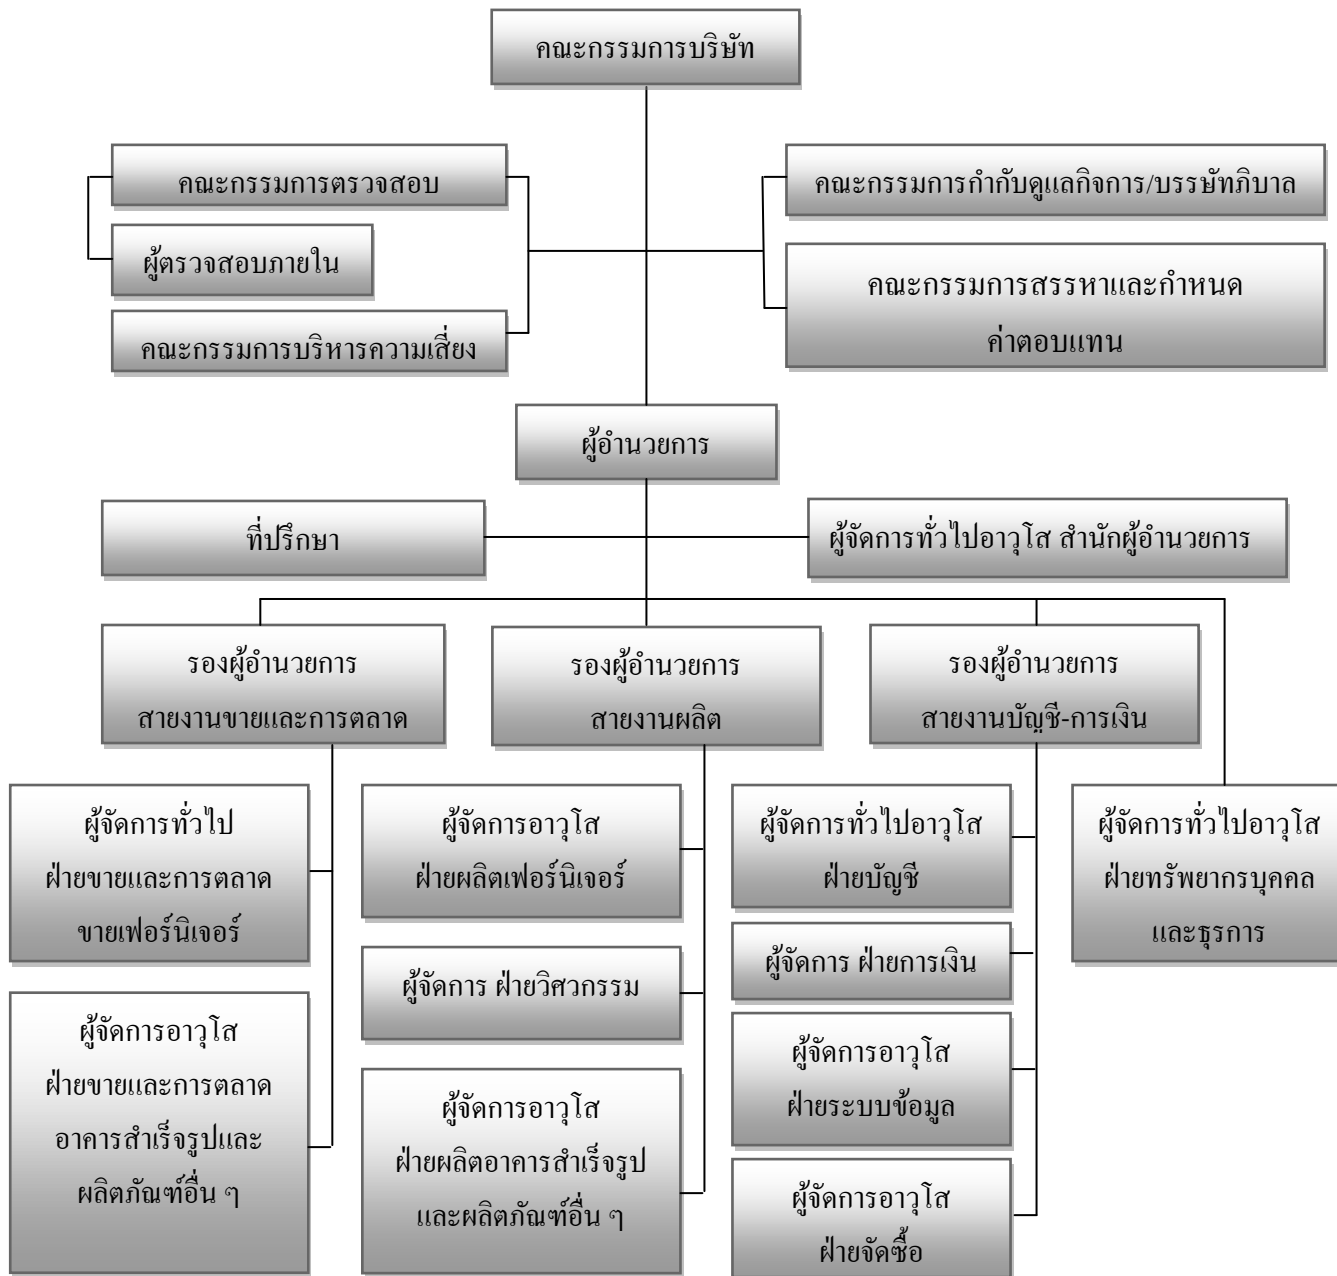 คณะกรรมการบริษัท
คณะกรรมการตรวจสอบ
คณะกรรมการกำกับดูแลกิจการ/บรรษัทภิบาล
ผู้ตรวจสอบภายใน
คณะกรรมการสรรหาและกำหนด
ค่าตอบแทน
คณะกรรมการบริหารความเสี่ยง
ผู้อำนวยการ
ที่ปรึกษา
ผู้จัดการทั่วไปอาวุโส สำนักผู้อำนวยการ
รองผู้อำนวยการ
สายงานขายและการตลาด
รองผู้อำนวยการ
สายงานผลิต
รองผู้อำนวยการ
สายงานบัญชี-การเงิน
ผู้จัดการทั่วไป
ฝ่ายขายและการตลาด
ขายเฟอร์นิเจอร์
ผู้จัดการอาวุโส
ฝ่ายขายและการตลาด
อาคารสำเร็จรูปและ
ผลิตภัณฑ์อื่น ๆ
ผู้จัดการอาวุโส
ฝ่ายผลิตเฟอร์นิเจอร์
ผู้จัดการ ฝ่ายวิศวกรรม
ผู้จัดการอาวุโส
ฝ่ายผลิตอาคารสำเร็จรูป
และผลิตภัณฑ์อื่น ๆ
ผู้จัดการทั่วไปอาวุโส
ฝ่ายบัญชี
ผู้จัดการ ฝ่ายการเงิน
ผู้จัดการอาวุโส
ฝ่ายระบบข้อมูล
ผู้จัดการอาวุโส
ฝ่ายจัดซื้อ
ผู้จัดการทั่วไปอาวุโส
ฝ่ายทรัพยากรบุคคล
และธุรการ